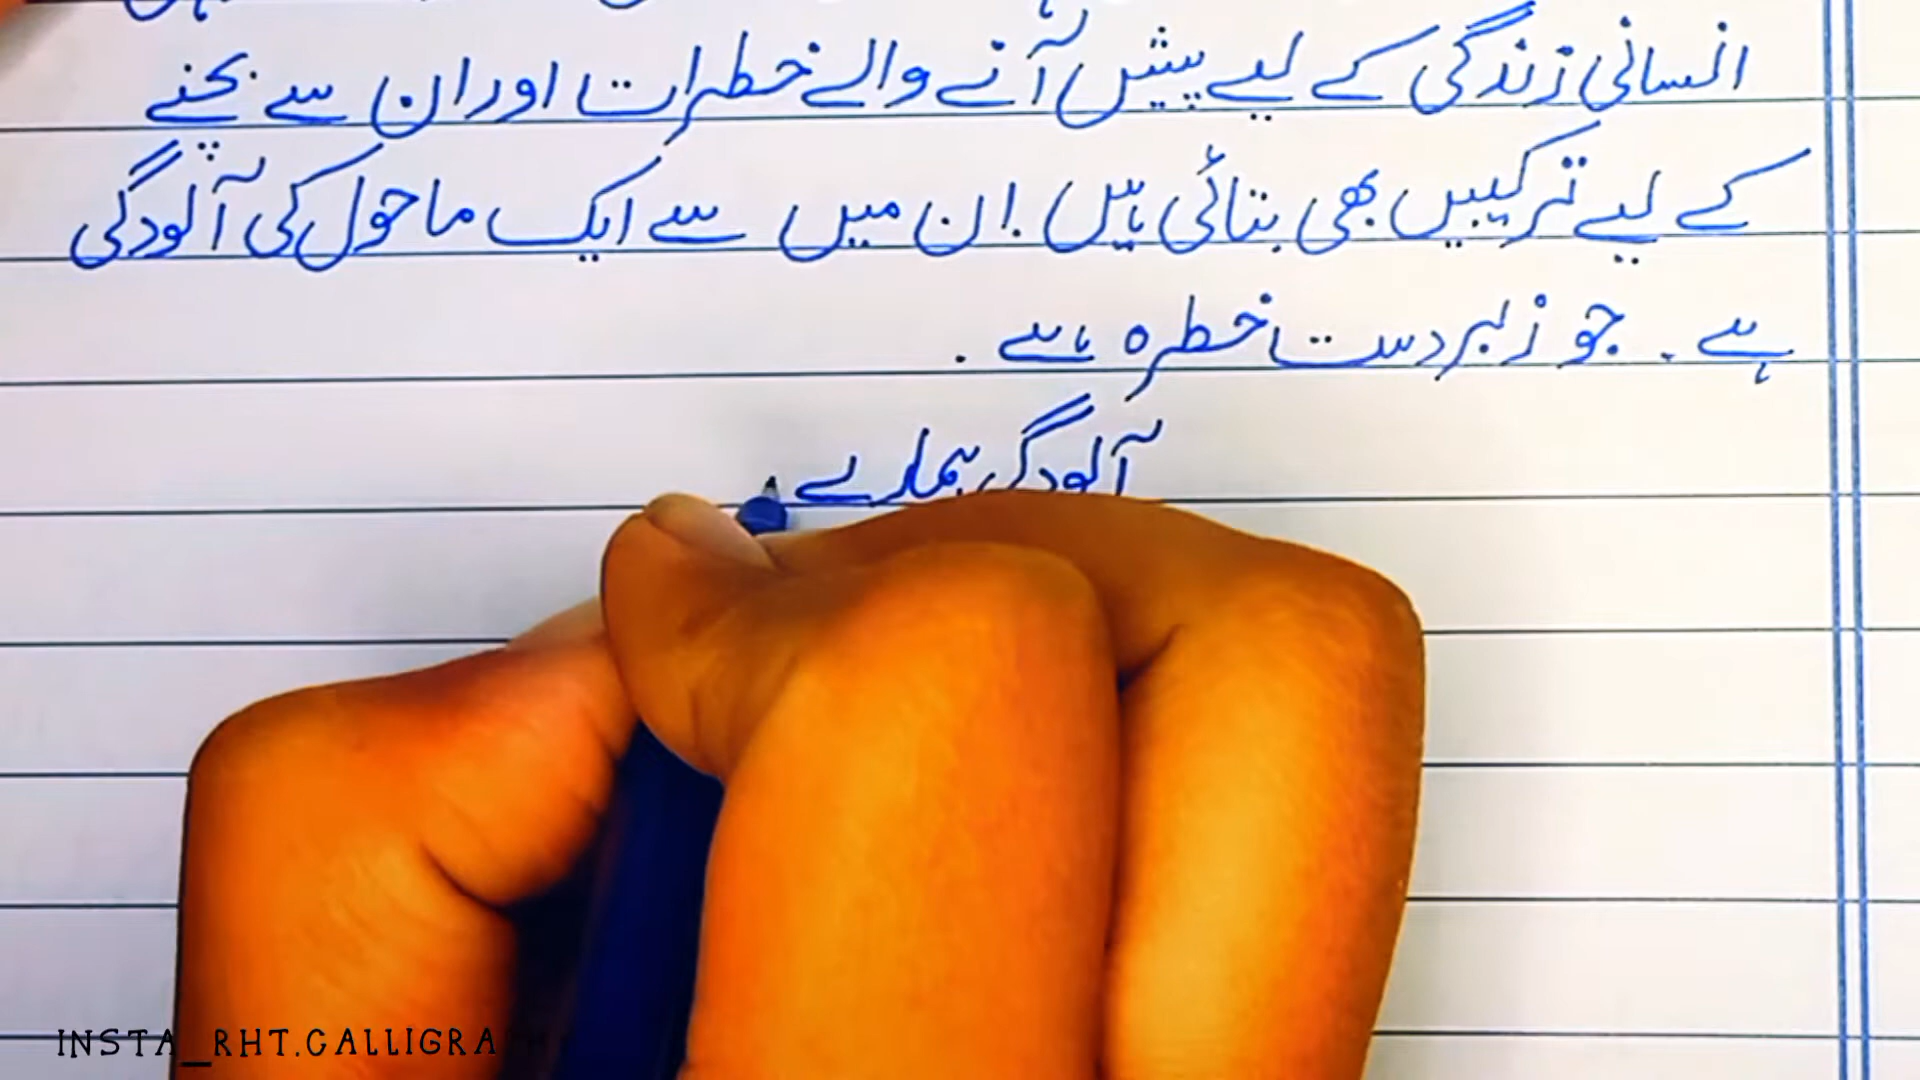 انسانی زندگی کے لیے پیش آنے والے خطرات اور ان سے بچنے
کے لیے ترکیبیں بھی بتائی ہیں۔ ان میں سے ایک ماحول کی آلودگی
ہے۔ جو زبردست خطرہ ہے۔
آلودگی ہمارے
INSTA_RHT.CALLIGRA